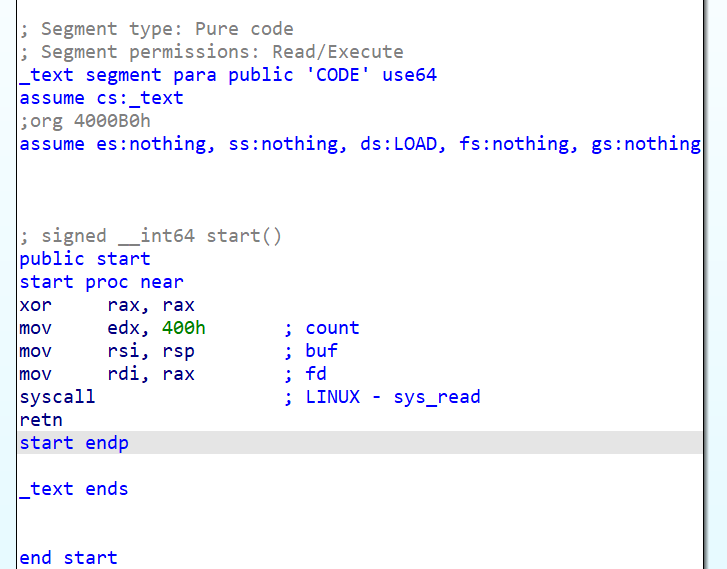 ; Segment type: Pure code
; Segment permissions: Read/Execute
_text segment para public 'CODE' use64
assume cs:_text
;org 4000B0h
assume es:nothing, ss:nothing, ds:LOAD, fs:nothing, gs:nothing
; signed __int64 start()
public start
start proc near
xor     rax, rax
mov     edx, 400h       ; count
mov     rsi, rsp        ; buf
mov     rdi, rax        ; fd
syscall                 ; LINUX - sys_read
retn
start endp
_text ends
end start